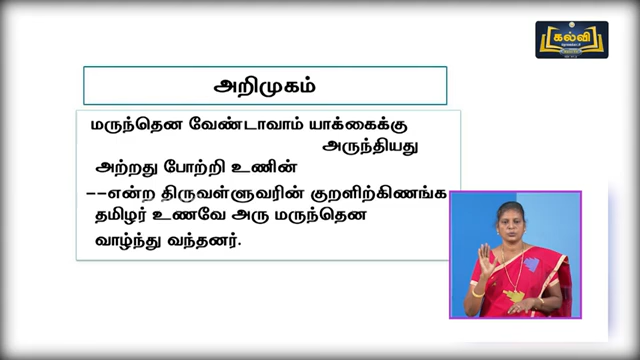 கல்வி
அறிமுகம்
மருந்தென வேண்டாவாம் யாக்கைக்கு
அருந்தியது
அற்றது போற்றி உணின்
--என்ற திருவள்ளுவரின் குறளிற்கிணங்க
தமிழர் உணவே அரு மருந்தென
வாழ்ந்து வந்தனர்.